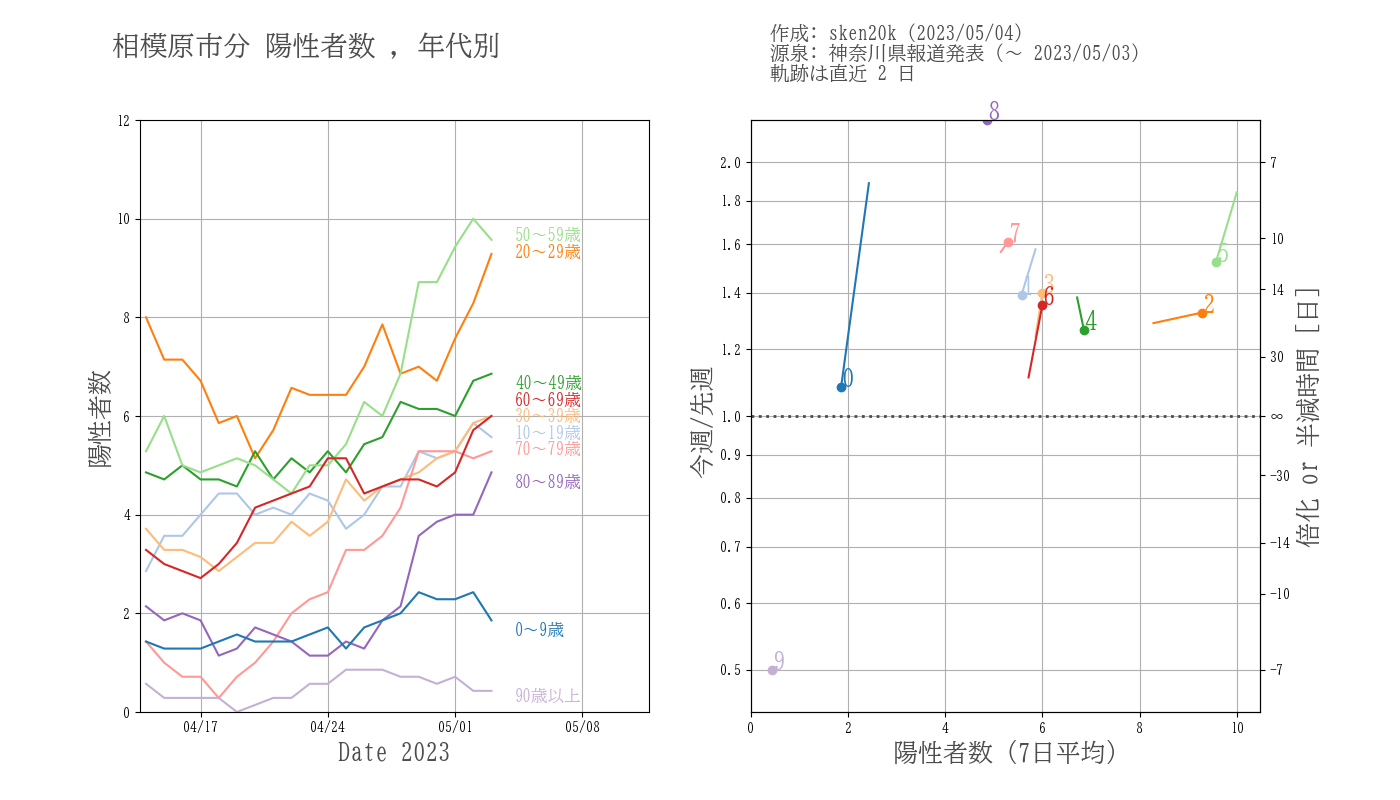 相模原市分 陽性者数 , 年代別
作成: sken20k (2023/05/04)
源泉: 神奈川県報道発表 (～ 2023/05/03)
軌跡は直近 2 日
陽性者数
12
10
8
6
4
2
0
04/17 04/24 05/01 05/08
Date 2023
50～59歳
20～29歳
40～49歳
60～69歳
30～39歳
10～19歳
70～79歳
80～89歳
0～9歳
90歳以上
今週/先週
2.0
1.8
1.6
1.4
1.2
1.0
0.9
0.8
0.7
0.6
0.5
0 2 4 6 8 10
陽性者数 (7日平均)
8
7
5
1
3
6
2
4
0
9
7
10
14
30
∞
-30
-14
-10
-7
倍化 or 半減時間 [日]